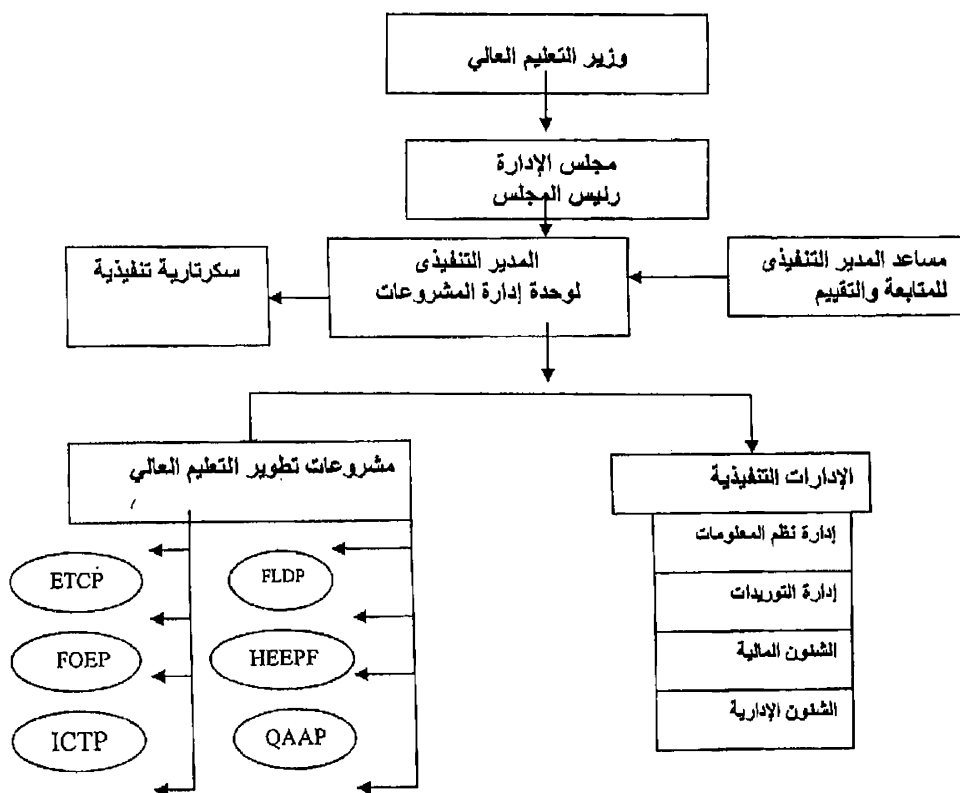 وزير التعليم العالي
مجلس الإدارة
رئيس المجلس
مساعد المدير التنفيذى
للمتابعة والتقييم
المدير التنفيذى
لوحدة إدارة المشروعات
سكرتارية تنفيذية
الإدارات التنفيذية
إدارة نظم المعلومات
إدارة التوريدات
الشئون المالية
الشئون الإدارية
مشروعات تطوير التعليم العالي
FLDP
ETCP
HEEPF
FOEP
QAAP
ICTP